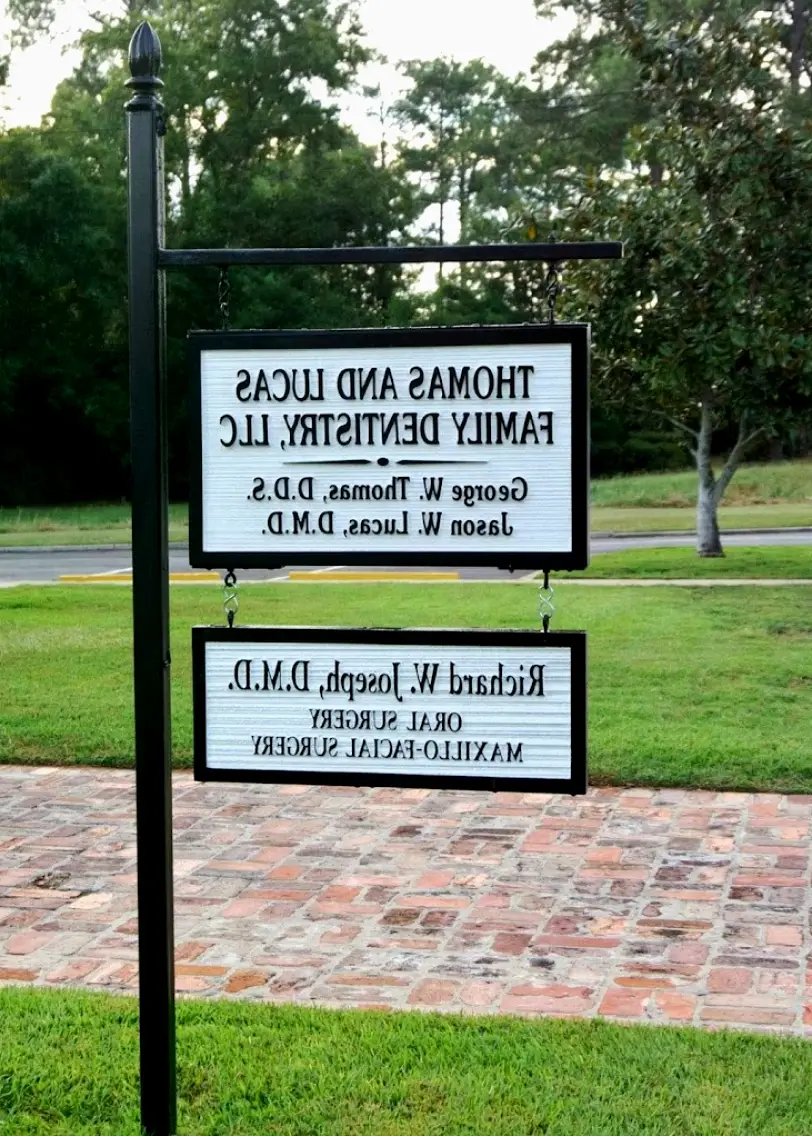 THOMAS AND LUCAS
FAMILY DENTISTRY, LLC
George W. Thomas, D.D.S.
Jason W. Lucas, D.M.D.
Richard W. Joseph, D.M.D.
ORAL SURGERY
MAXILLO-FACIAL SURGERY